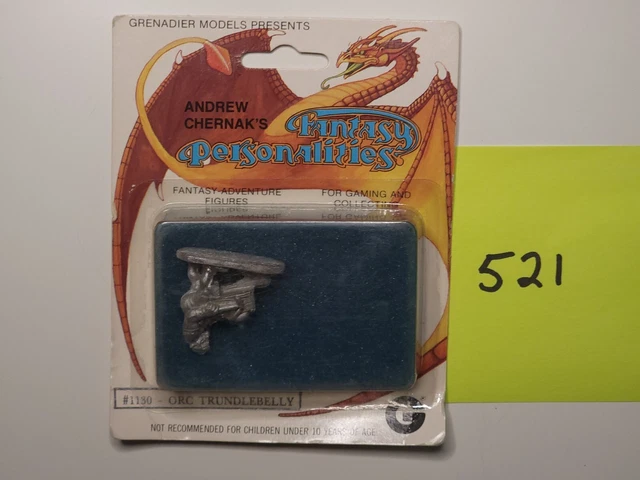 GRENADIER MODELS PRESENTS
ANDREW
CHERNAK'S
Fantasy
Personalities
FANTASY-ADVENTURE
FIGURES
FOR GAMING AND
COLLECTING
#1130 - ORC TRUNDLEBELLY
G
NOT RECOMMENDED FOR CHILDREN UNDER 10 YEARS OF AGE
521